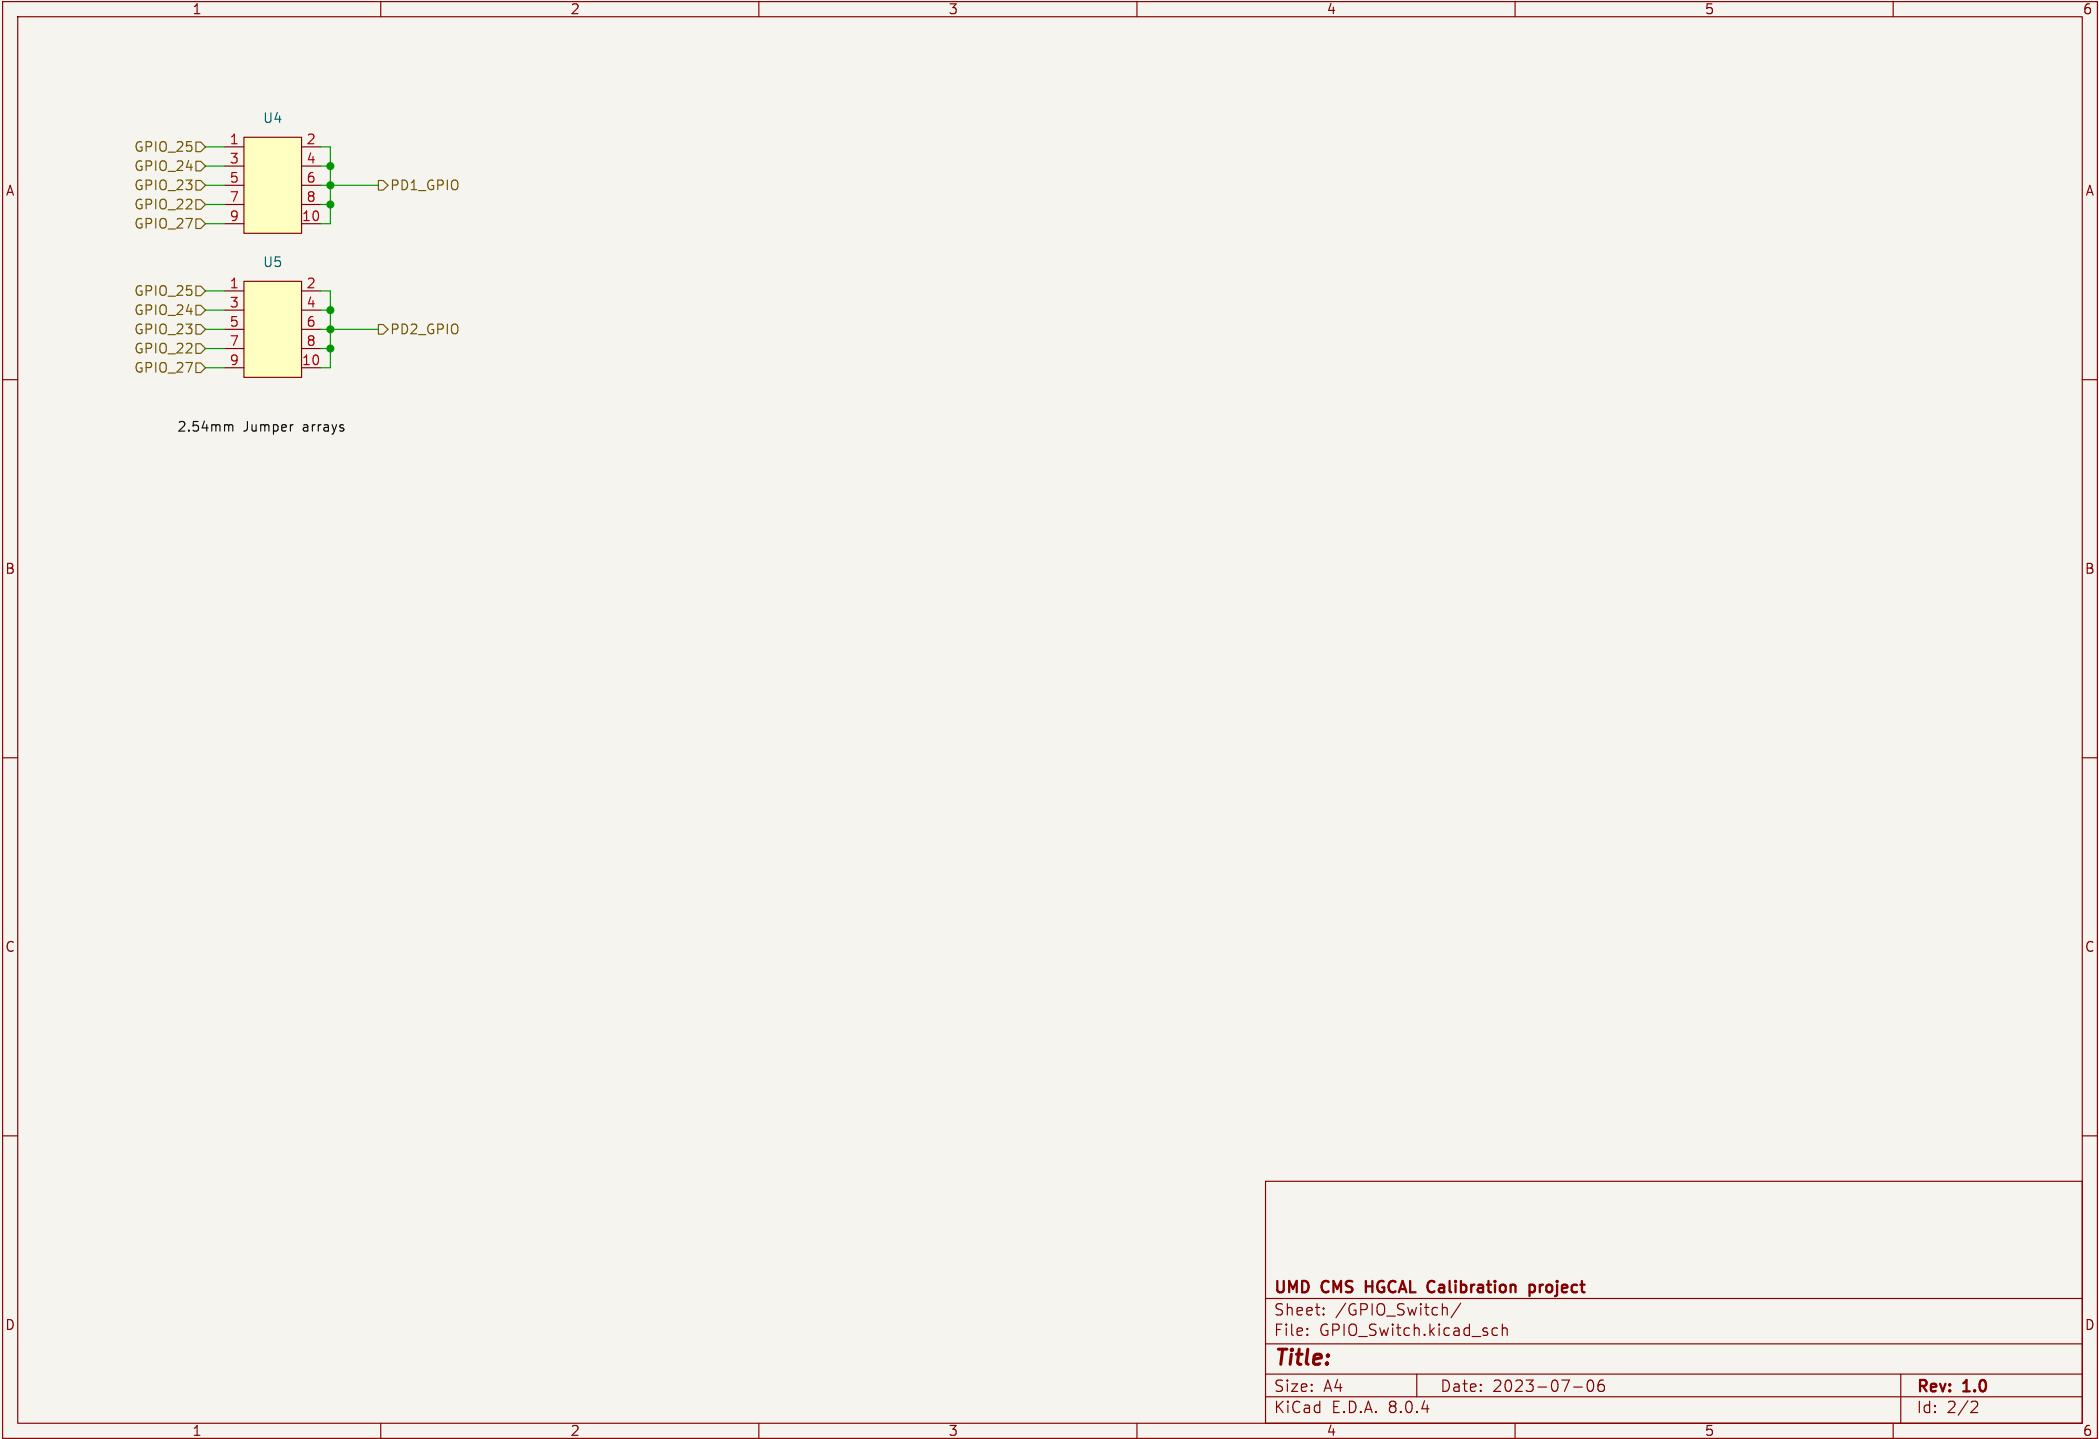 1 2 3 4 5 6
A A
U4
GPIO_25 1 2
GPIO_24 3 4
GPIO_23 5 6 PD1_GPIO
GPIO_22 7 8
GPIO_27 9 10
U5
GPIO_25 1 2
GPIO_24 3 4
GPIO_23 5 6 PD2_GPIO
GPIO_22 7 8
GPIO_27 9 10
2.54mm Jumper arrays
B B
C C
D D
UMD CMS HGCAL Calibration project
Sheet: /GPIO_Switch/
File: GPIO_Switch.kicad_sch
Title:
Size: A4 Date: 2023-07-06 Rev: 1.0
KiCad E.D.A. 8.0.4 Id: 2/2
1 2 3 4 5 6